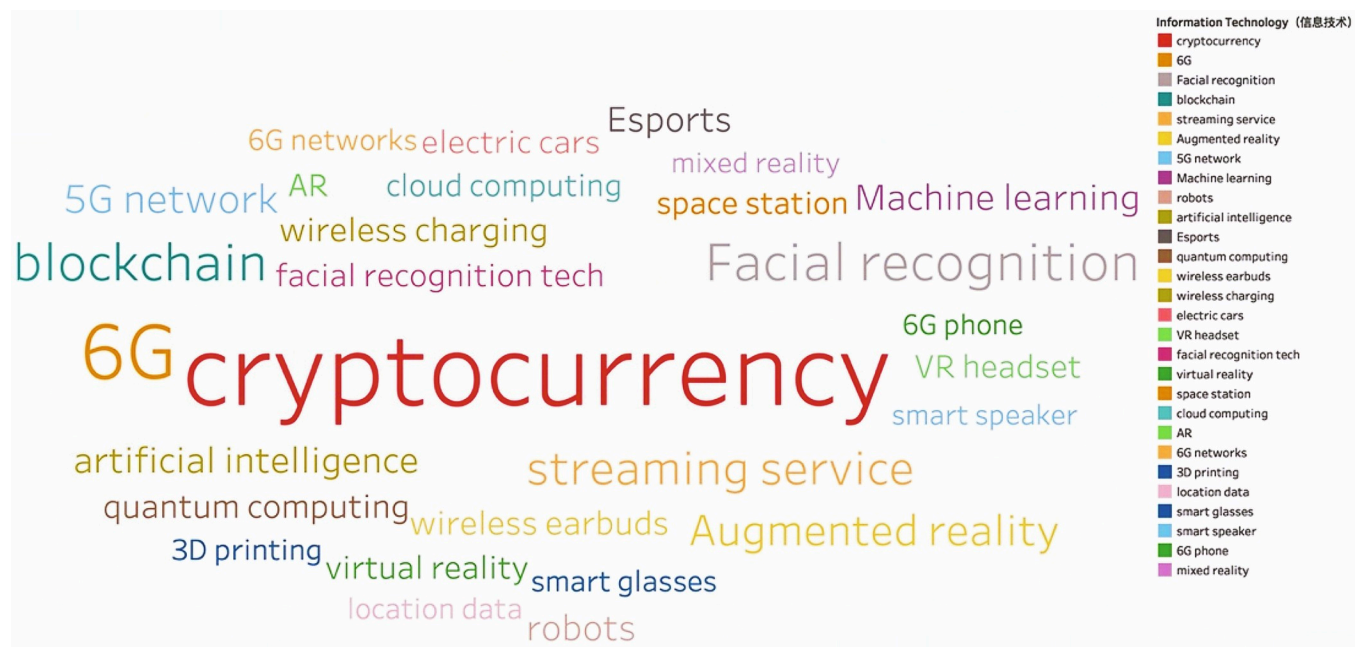 Esports
6G networks electric cars
mixed reality
5G network AR cloud computing
space station Machine learning
wireless charging
blockchain facial recognition tech Facial recognition
6G phone
6G cryptocurrency VR headset
smart speaker
artificial intelligence streaming service
quantum computing wireless earbuds Augmented reality
3D printing virtual reality smart glasses
location data
robots
Information Technology（信息技术）
cryptocurrency
6G
Facial recognition
blockchain
streaming service
Augmented reality
5G network
Machine learning
robots
artificial intelligence
Esports
quantum computing
wireless earbuds
wireless charging
electric cars
VR headset
facial recognition tech
virtual reality
space station
cloud computing
AR
6G networks
3D printing
location data
smart glasses
smart speaker
6G phone
mixed reality